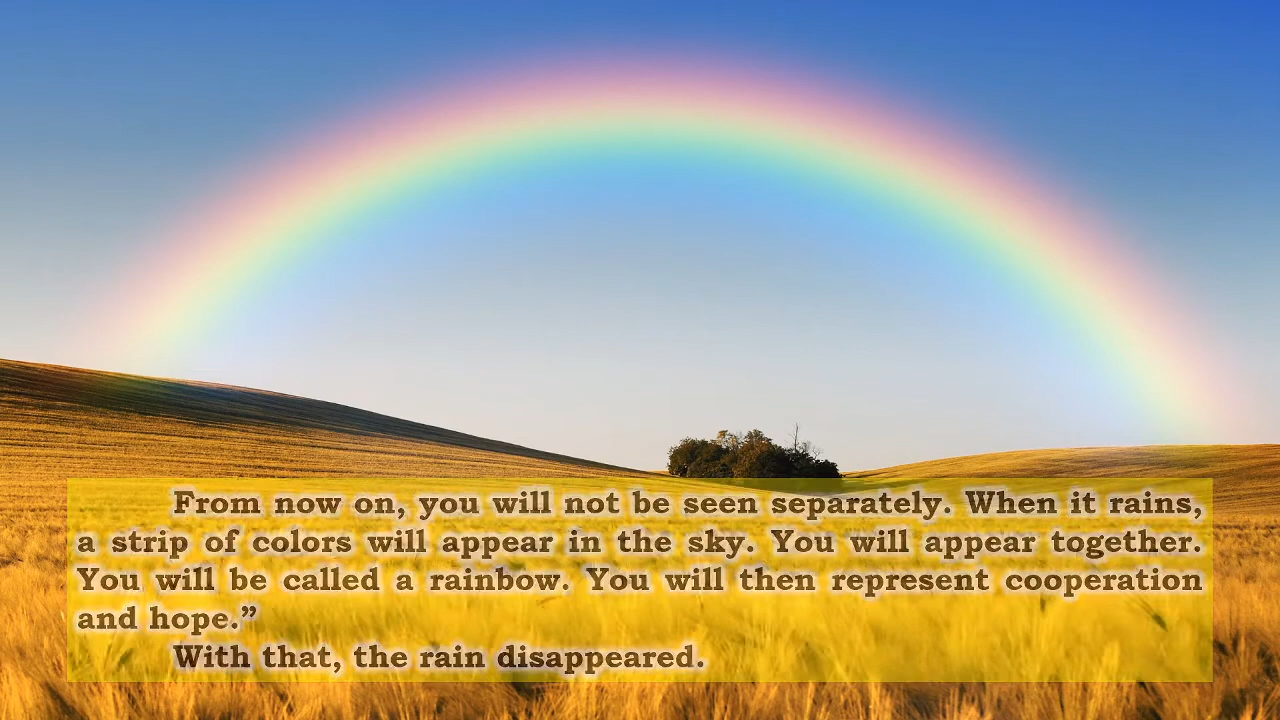 From now on, you will not be seen separately. When it rains,
a strip of colors will appear in the sky. You will appear together.
You will be called a rainbow. You will then represent cooperation
and hope.”
With that, the rain disappeared.